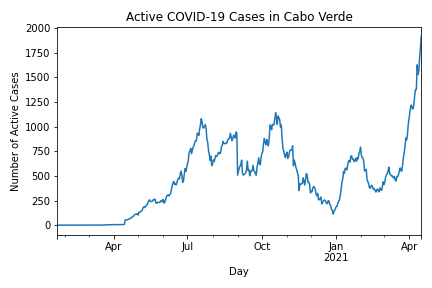 Active COVID-19 Cases in Cabo Verde
Number of Active Cases
2000
1750
1500
1250
1000
750
500
250
0
Apr
Jul
Oct
Jan
2021
Apr
Day